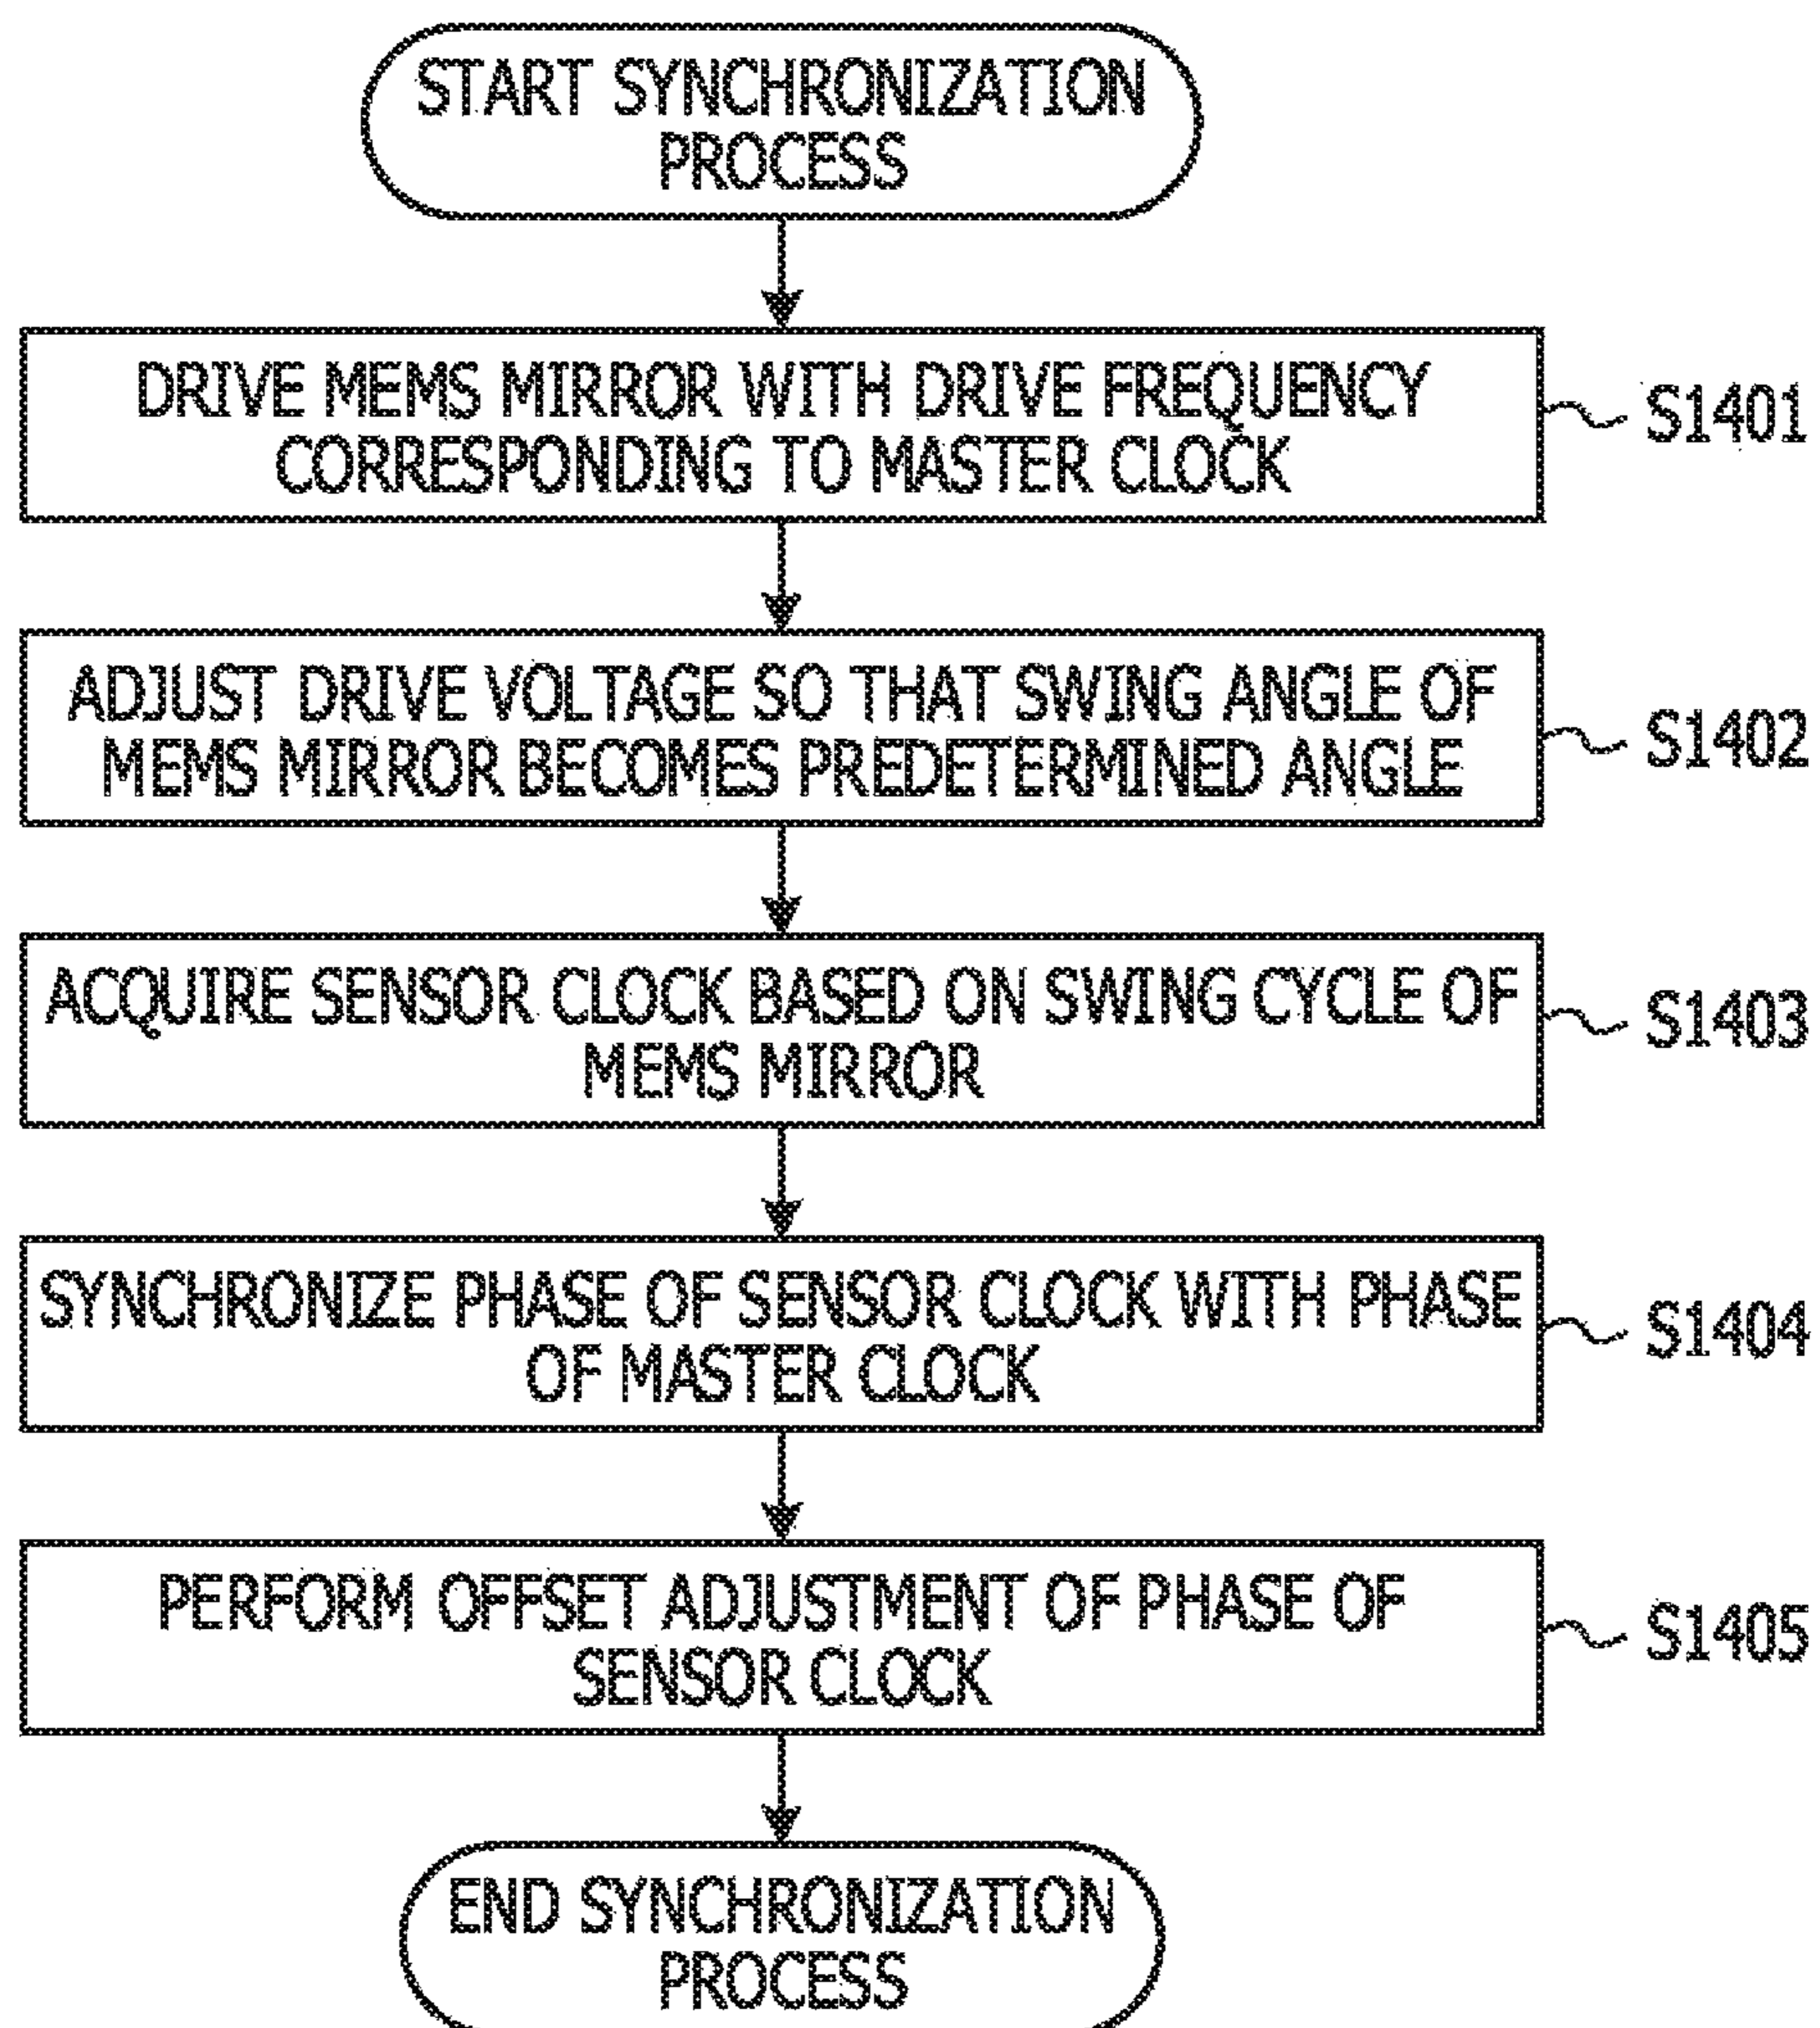 START SYNCHRONIZATION
PROCESS
DRIVE MEMS MIRROR WITH DRIVE FREQUENCY
CORRESPONDING TO MASTER CLOCK
S1401
ADJUST DRIVE VOLTAGE SO THAT SWING ANGLE OF
MEMS MIRROR BECOMES PREDETERMINED ANGLE
S1402
ACQUIRE SENSOR CLOCK BASED ON SWING CYCLE OF
MEMS MIRROR
S1403
SYNCHRONIZE PHASE OF SENSOR CLOCK WITH PHASE
OF MASTER CLOCK
S1404
PERFORM OFFSET ADJUSTMENT OF PHASE OF
SENSOR CLOCK
S1405
END SYNCHRONIZATION
PROCESS